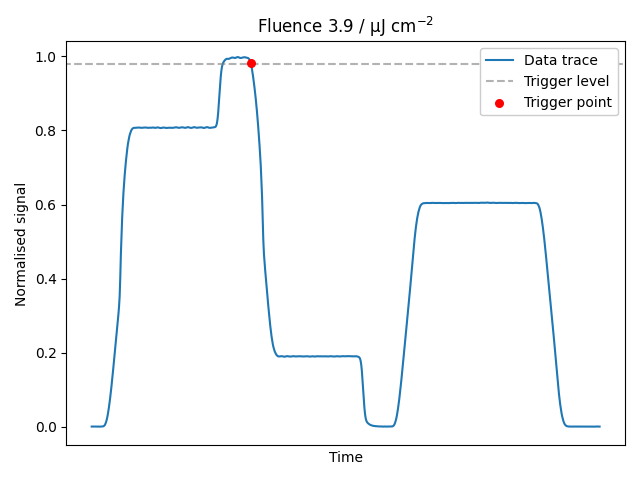 Fluence 3.9 / μJ cm⁻²
Data trace
Trigger level
Trigger point
1.0
0.8
0.6
0.4
0.2
0.0
Normalised signal
Time